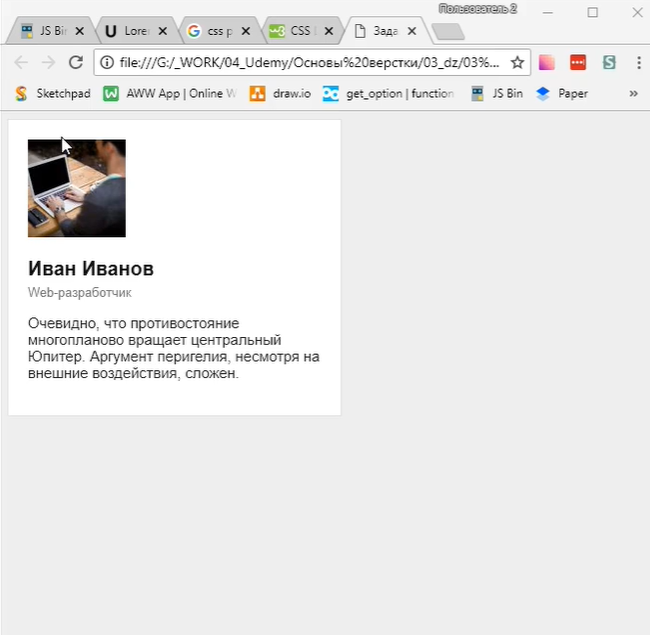 Пользователь 2
JS Bin
Lore
css p
CSS
Зада
file:///G:/_WORK/04_Udemy/Основы%20верстки/03_dz/03%...
Sketchpad
AWW App | Online W
draw.io
get_option | function
JS Bin
Paper
»
Иван Иванов
Web-разработчик
Очевидно, что противостояние
многопланово вращает центральный
Юпитер. Аргумент перигелия, несмотря на
внешние воздействия, сложен.